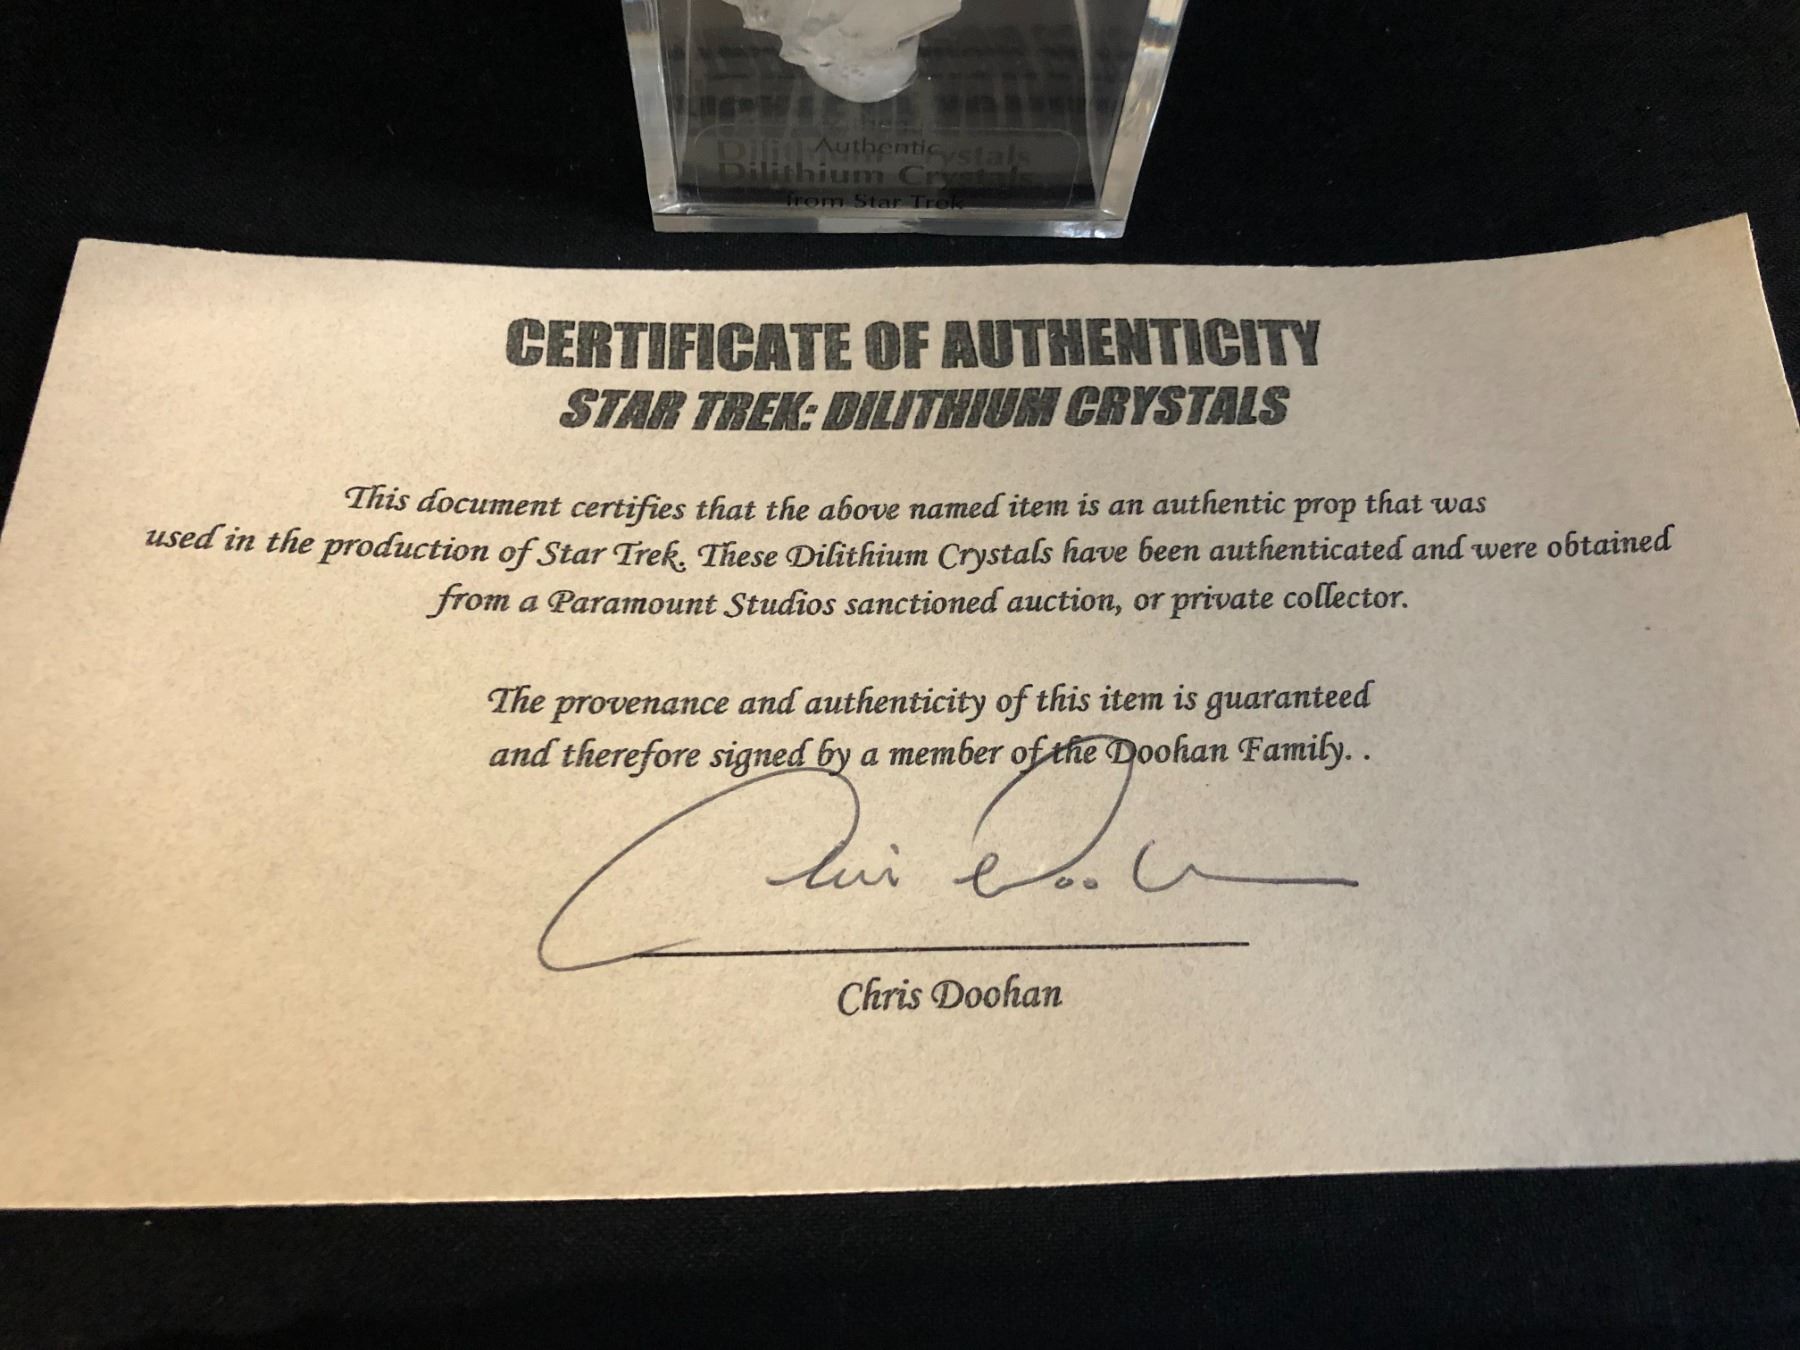 Authentic
Dilithium Crystals
from Star Trek
CERTIFICATE OF AUTHENTICITY
STAR TREK: DILITHIUM CRYSTALS
This document certifies that the above named item is an authentic prop that was
used in the production of Star Trek. These Dilithium Crystals have been authenticated and were obtained
from a Paramount Studios sanctioned auction, or private collector.
The provenance and authenticity of this item is guaranteed
and therefore signed by a member of the Doohan Family. .
Chris Doohan